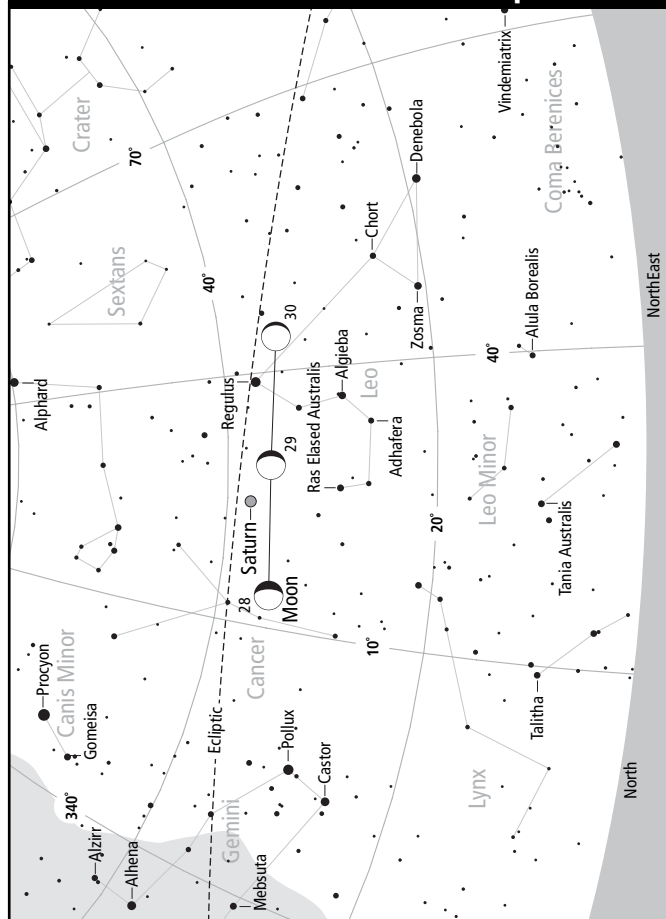 Vindemiatrix
Coma Berenices
Crater
Denebola
70°
Chort
Sextans
40°
NorthEast
Alula Borealis
30
Zosma
40°
Algieba
Leo
Regulus
Alphard
Ras Elased Australis
29
Adhafera
Leo Minor
20°
Saturn
Tania Australis
28
Moon
10°
Cancer
Procyon
Canis Minor
Gomeisa
Ecliptic
Pollux
Talitha
Castor
Lynx
North
340°
Gemini
Alzirr
Alhena
Mebsuta